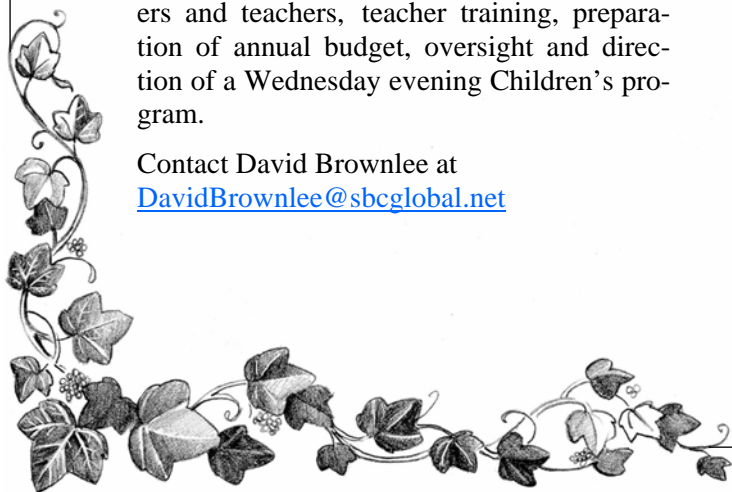 ers and teachers, teacher training, prepara-
tion of annual budget, oversight and direc-
tion of a Wednesday evening Children's pro-
gram.
Contact David Brownlee at
DavidBrownlee@sbcglobal.net